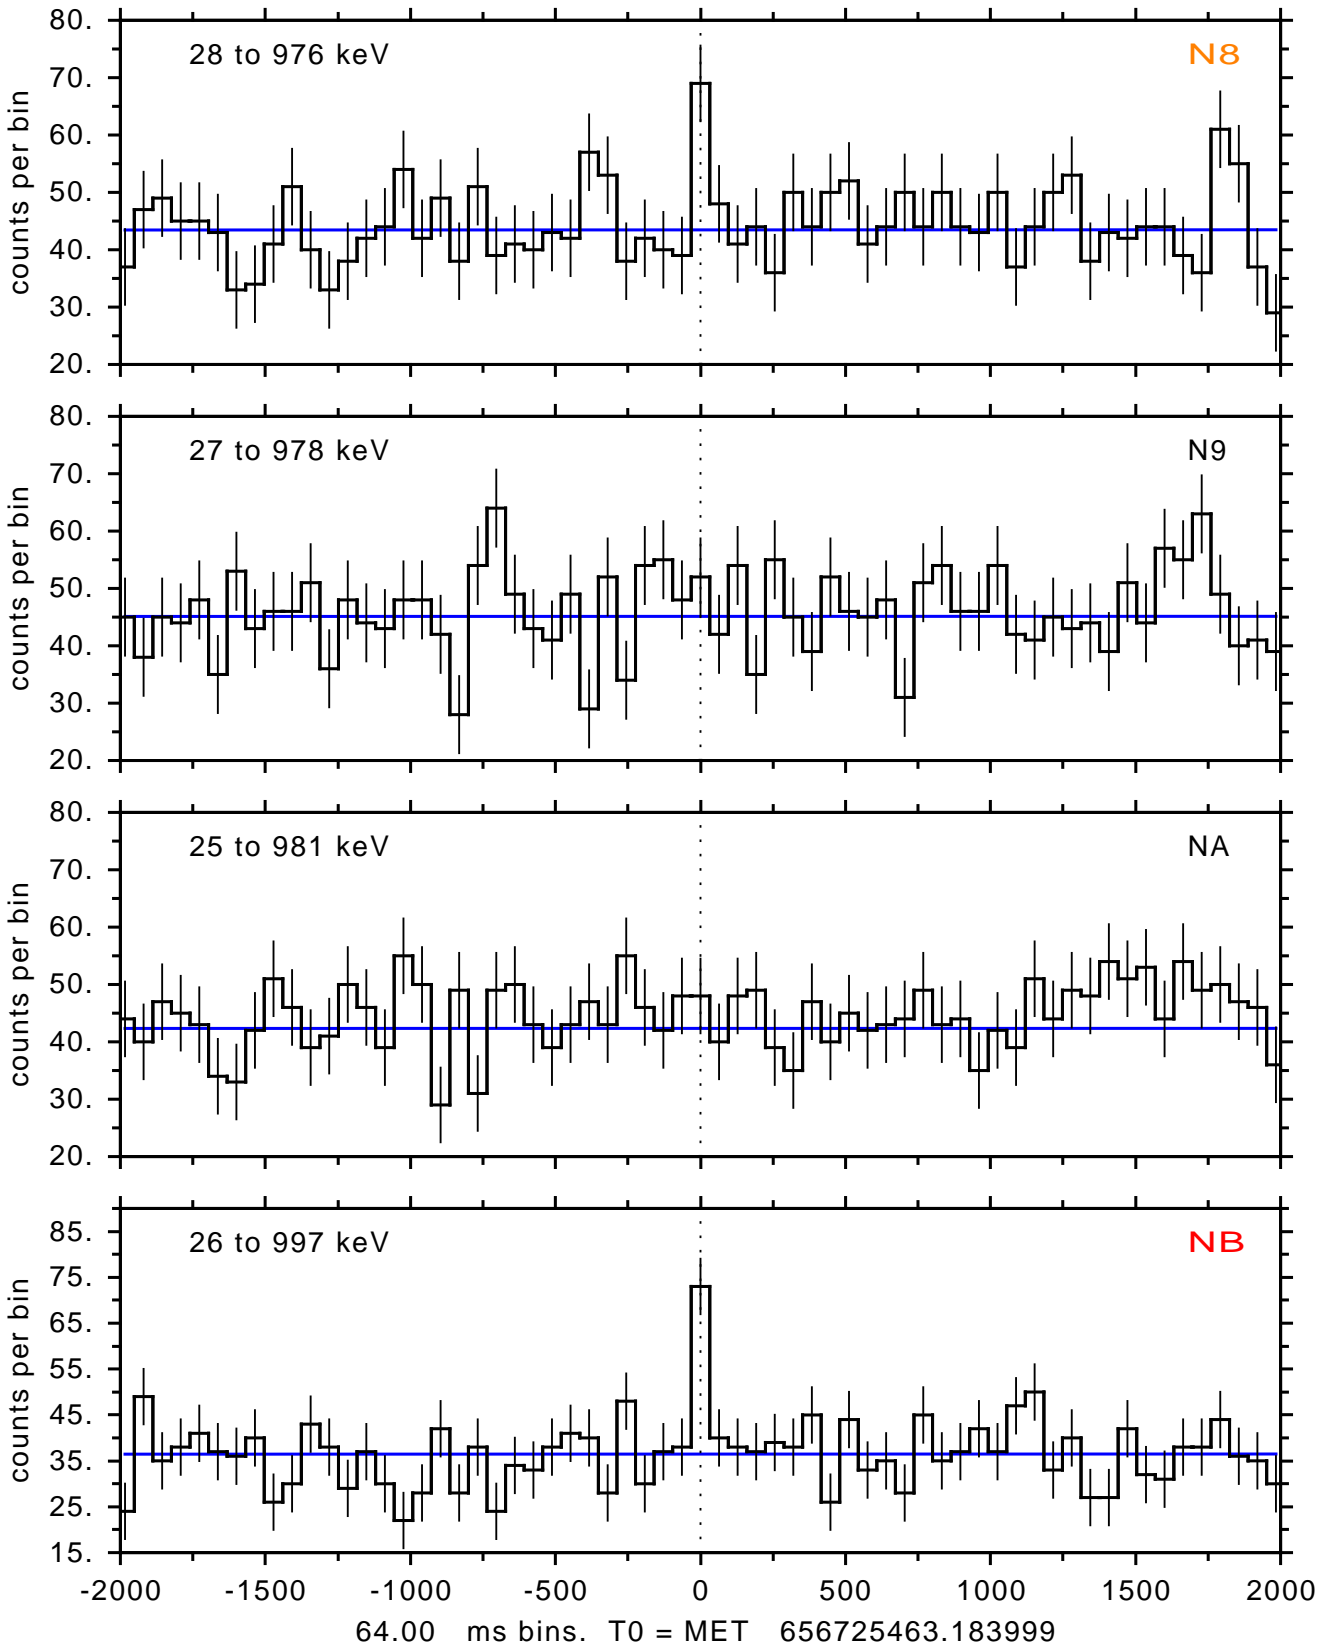 80.
28 to 976 keV N8
70.
60.
50.
40.
30.
20.
counts per bin
80.
27 to 978 keV N9
70.
60.
50.
40.
30.
20.
counts per bin
80.
25 to 981 keV NA
70.
60.
50.
40.
30.
20.
counts per bin
85.
26 to 997 keV NB
75.
65.
55.
45.
35.
25.
15.
counts per bin
-2000 -1500 -1000 -500 0 500 1000 1500 2000
64.00 ms bins. T0 = MET 656725463.183999